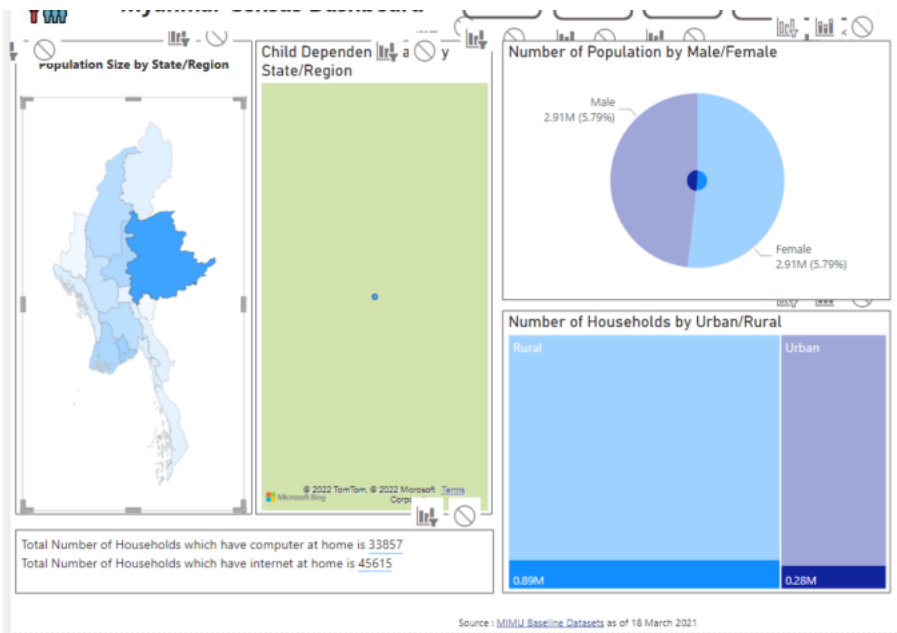 Myanmar Census Dashboard
Population Size by State/Region
Child Dependen a y
State/Region
© 2022 TomTom, © 2022 Microsoft Terms
Microsoft Bing
Number of Population by Male/Female
Male
2.91M (5.79%)
Female
2.91M (5.79%)
Number of Households by Urban/Rural
Rural
Urban
0.89M
0.28M
Total Number of Households which have computer at home is 33857
Total Number of Households which have internet at home is 45615
Source : MIMU Baseline Datasets as of 18 March 2021